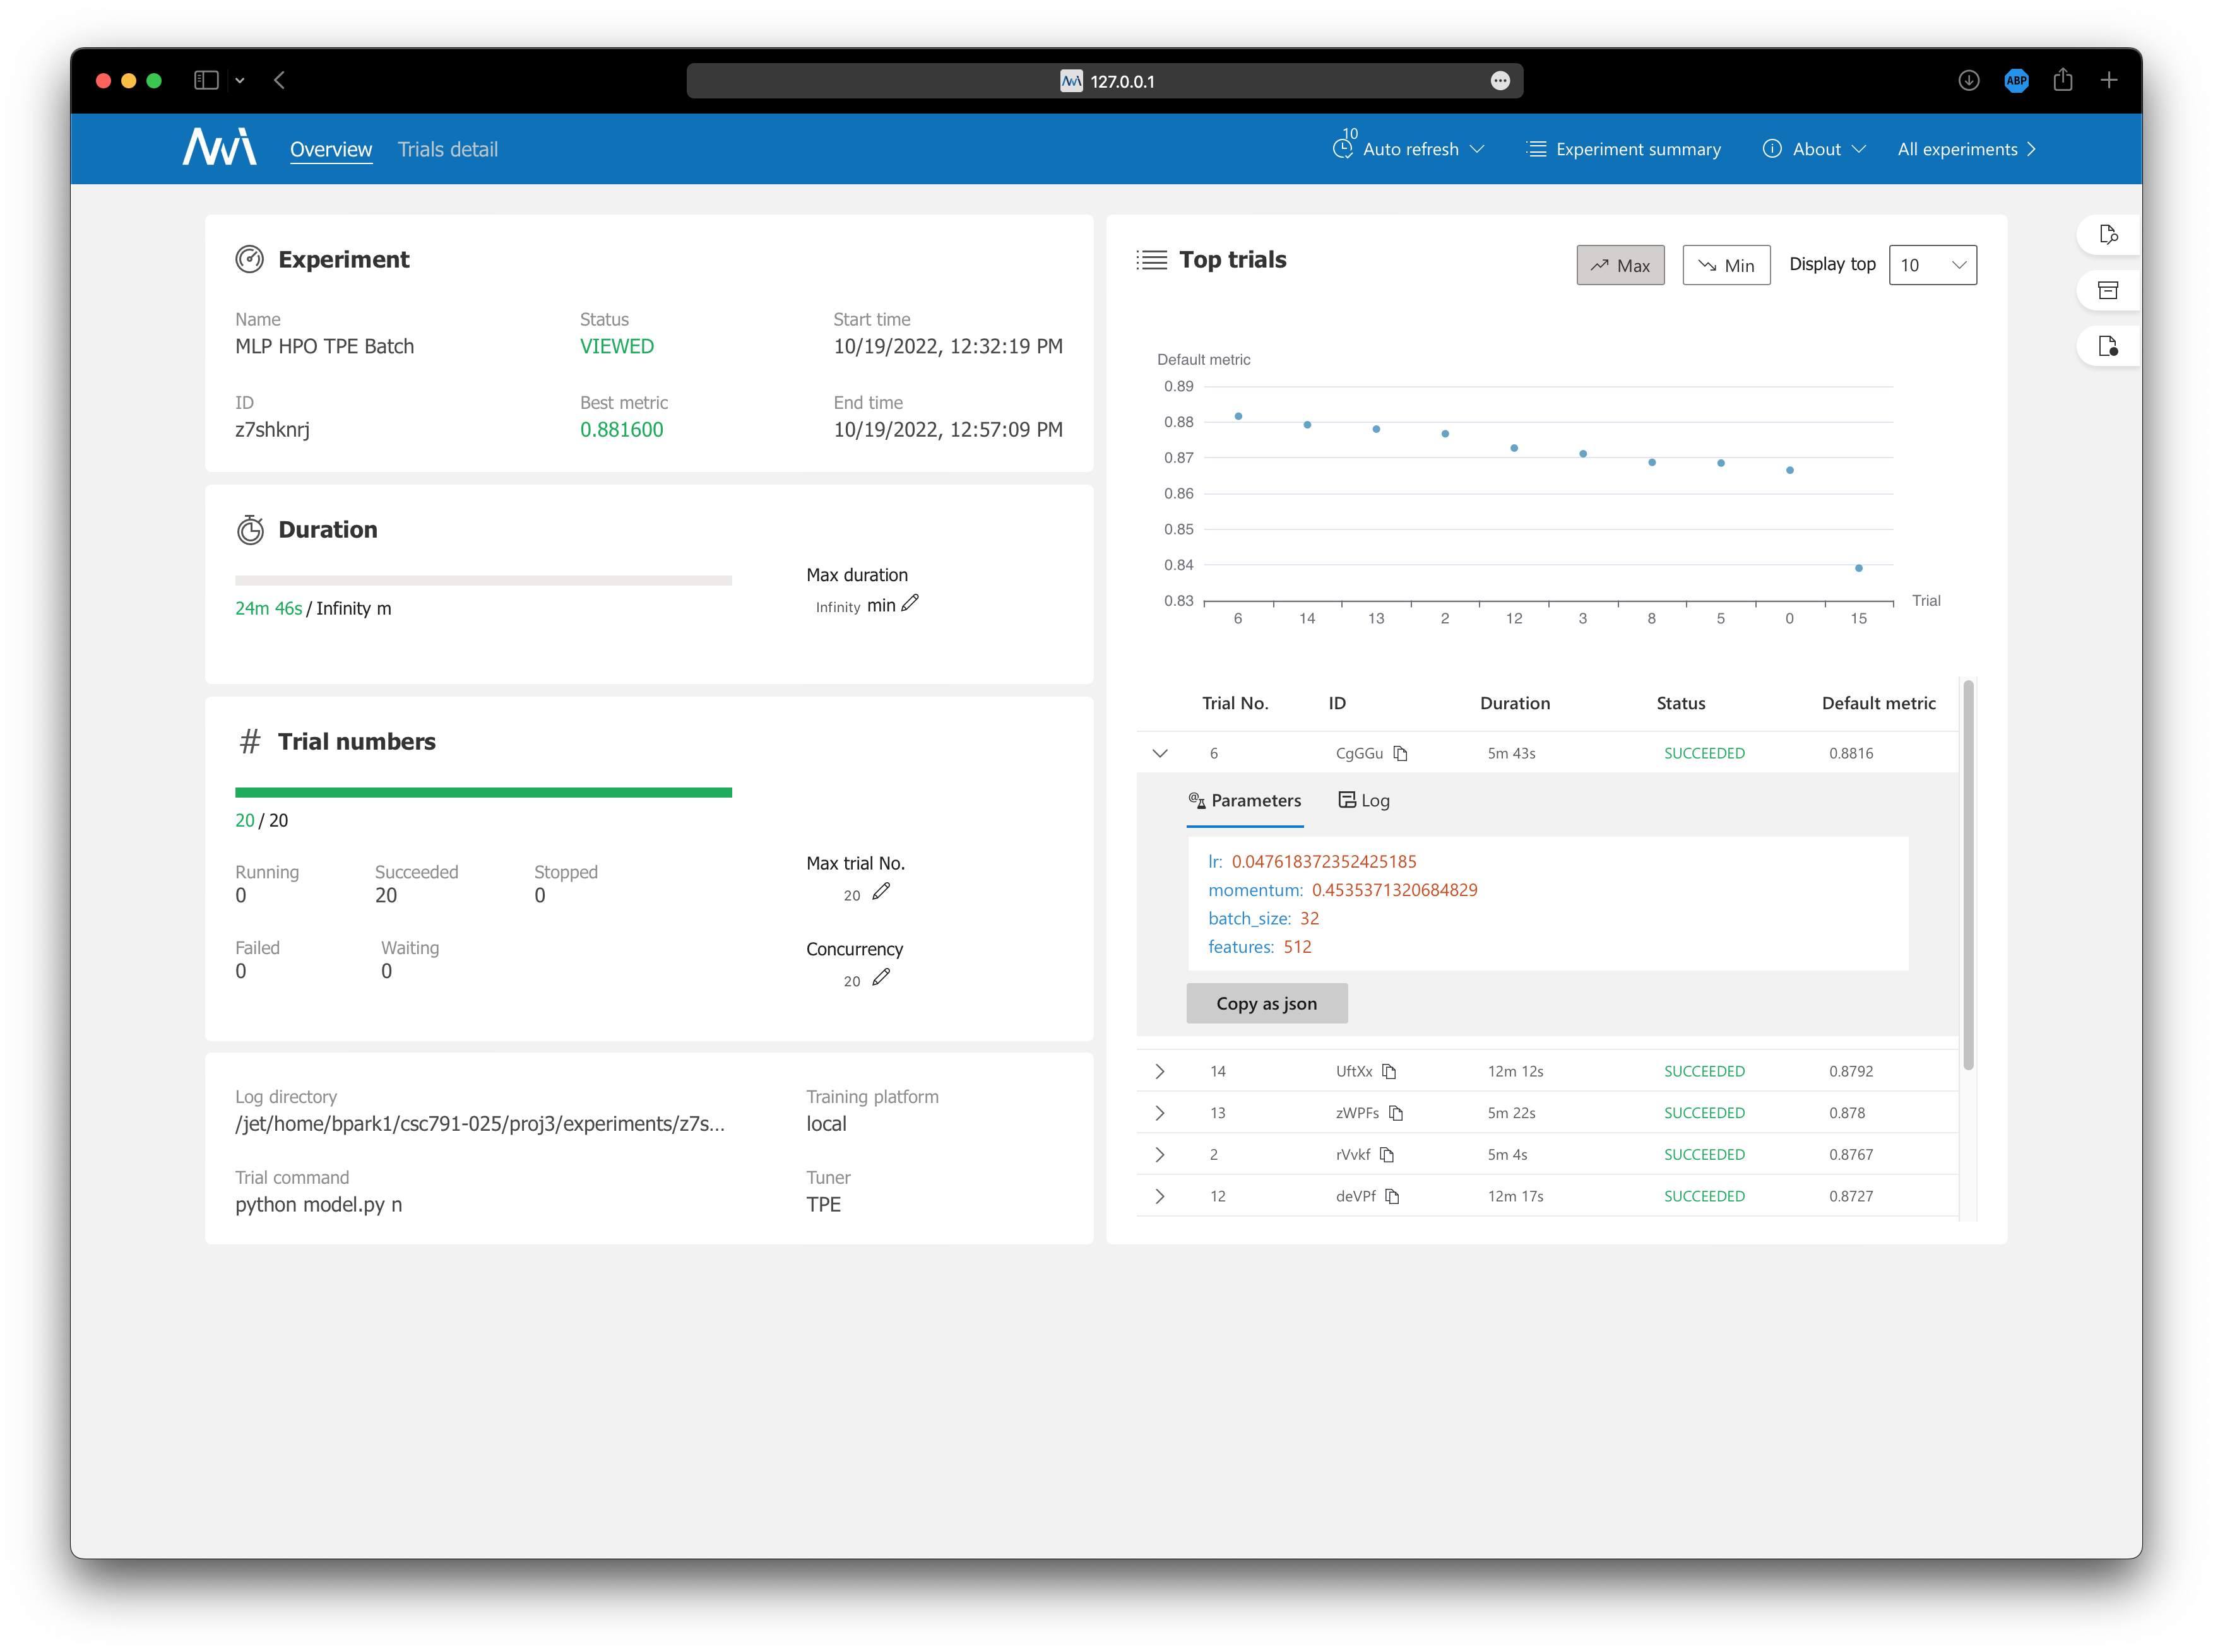 127.0.0.1
ABP
Overview
Trials detail
10
Auto refresh
Experiment summary
About
All experiments
Experiment
Name
MLP HPO TPE Batch
Status
VIEWED
Start time
10/19/2022, 12:32:19 PM
ID
z7shknrj
Best metric
0.881600
End time
10/19/2022, 12:57:09 PM
Duration
24m 46s / Infinity m
Max duration
Infinity min
# Trial numbers
20 / 20
Running
0
Succeeded
20
Stopped
0
Failed
0
Waiting
0
Max trial No.
20
Concurrency
20
Log directory
/jet/home/bpark1/csc791-025/proj3/experiments/z7s...
Training platform
local
Trial command
python model.py n
Tuner
TPE
Top trials
Max
Min
Display top
10
Default metric
0.89
0.88
0.87
0.86
0.85
0.84
0.83
6 14 13 2 12 3 8 5 0 15
Trial
Trial No. ID Duration Status Default metric
6 CgGGu 5m 43s SUCCEEDED 0.8816
Parameters
Log
lr: 0.047618372352425185
momentum: 0.4535371320684829
batch_size: 32
features: 512
Copy as json
14 UftXx 12m 12s SUCCEEDED 0.8792
13 zWPFs 5m 22s SUCCEEDED 0.878
2 rVvkf 5m 4s SUCCEEDED 0.8767
12 deVPf 12m 17s SUCCEEDED 0.8727